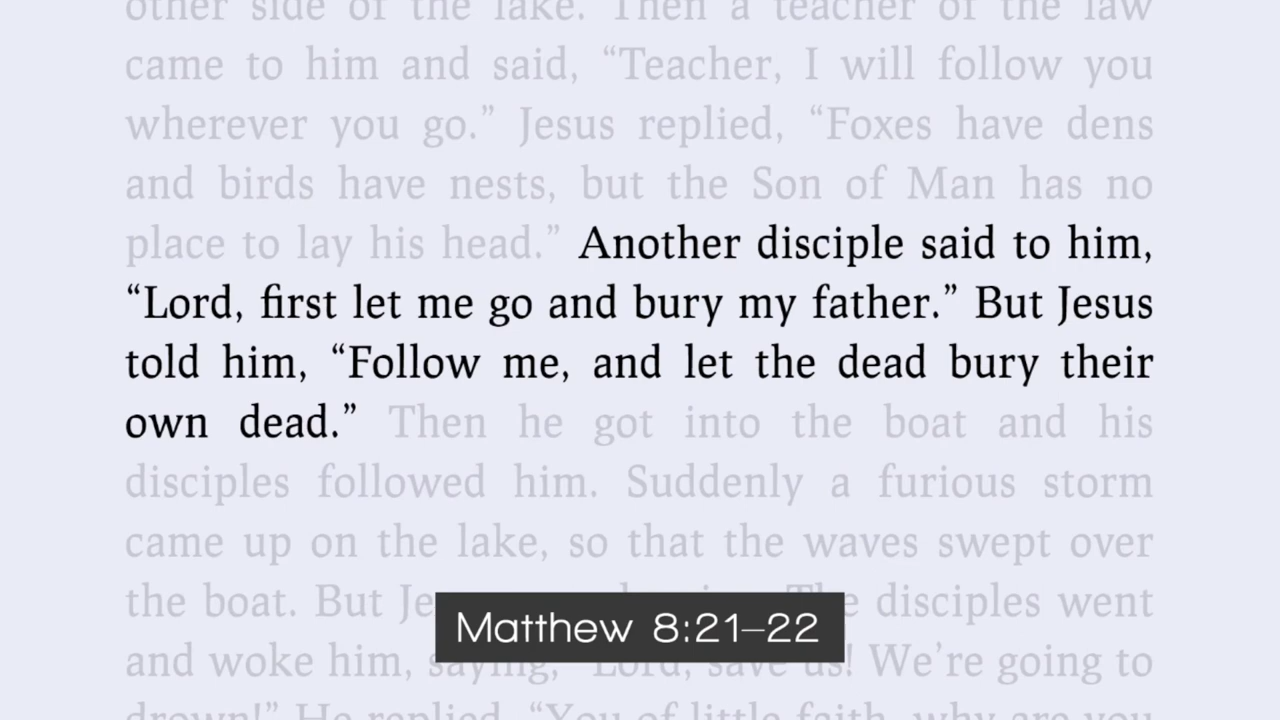 other side of the lake. Then a teacher of the law
came to him and said, “Teacher, I will follow you
wherever you go.” Jesus replied, “Foxes have dens
and birds have nests, but the Son of Man has no
place to lay his head.” Another disciple said to him,
“Lord, first let me go and bury my father.” But Jesus
told him, “Follow me, and let the dead bury their
own dead.” Then he got into the boat and his
disciples followed him. Suddenly a furious storm
came up on the lake, so that the waves swept over
the boat. But The disciples went
Matthew 8:21–22
and woke him, saying, “Lord, save us! We’re going to
drown!” He replied, “You of little faith, why are you